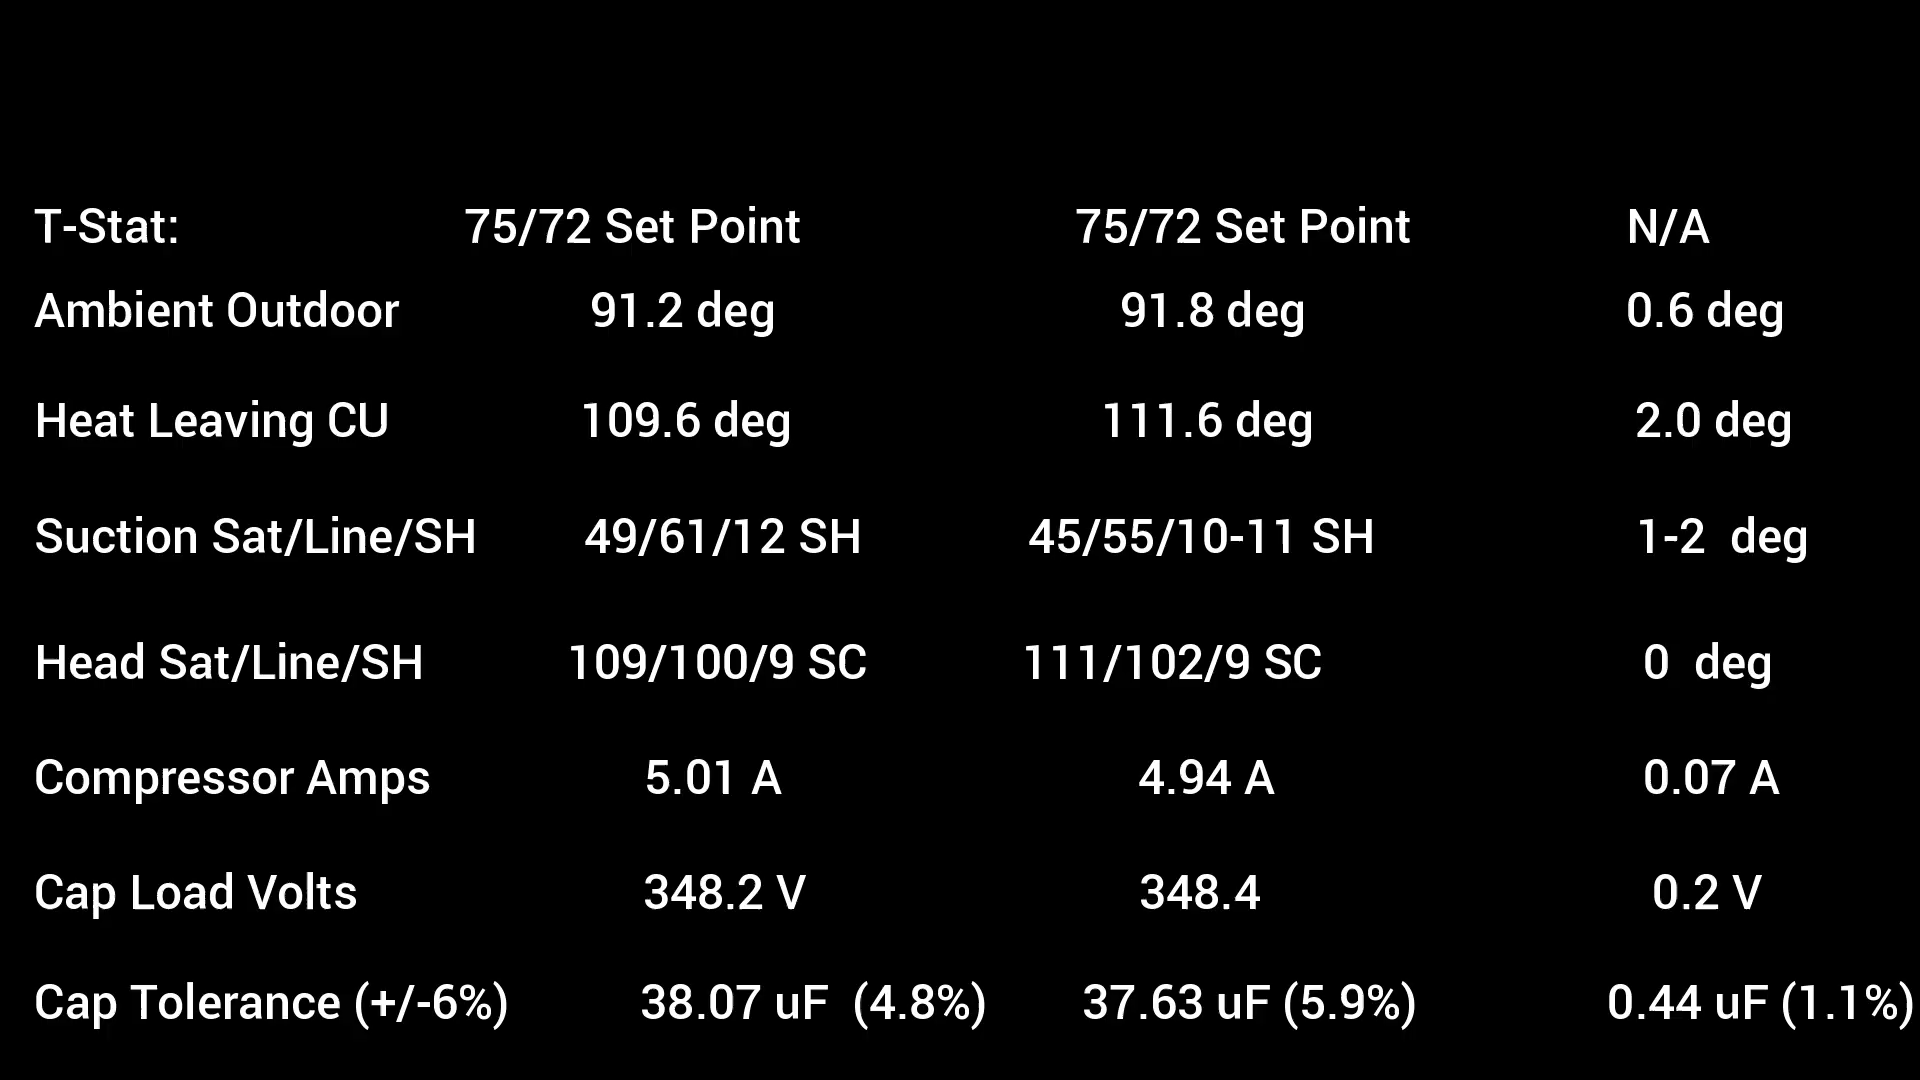 T-Stat: 75/72 Set Point 75/72 Set Point N/A
Ambient Outdoor 91.2 deg 91.8 deg 0.6 deg
Heat Leaving CU 109.6 deg 111.6 deg 2.0 deg
Suction Sat/Line/SH 49/61/12 SH 45/55/10-11 SH 1-2 deg
Head Sat/Line/SH 109/100/9 SC 111/102/9 SC 0 deg
Compressor Amps 5.01 A 4.94 A 0.07 A
Cap Load Volts 348.2 V 348.4 0.2 V
Cap Tolerance (+/-6%) 38.07 uF (4.8%) 37.63 uF (5.9%) 0.44 uF (1.1%)